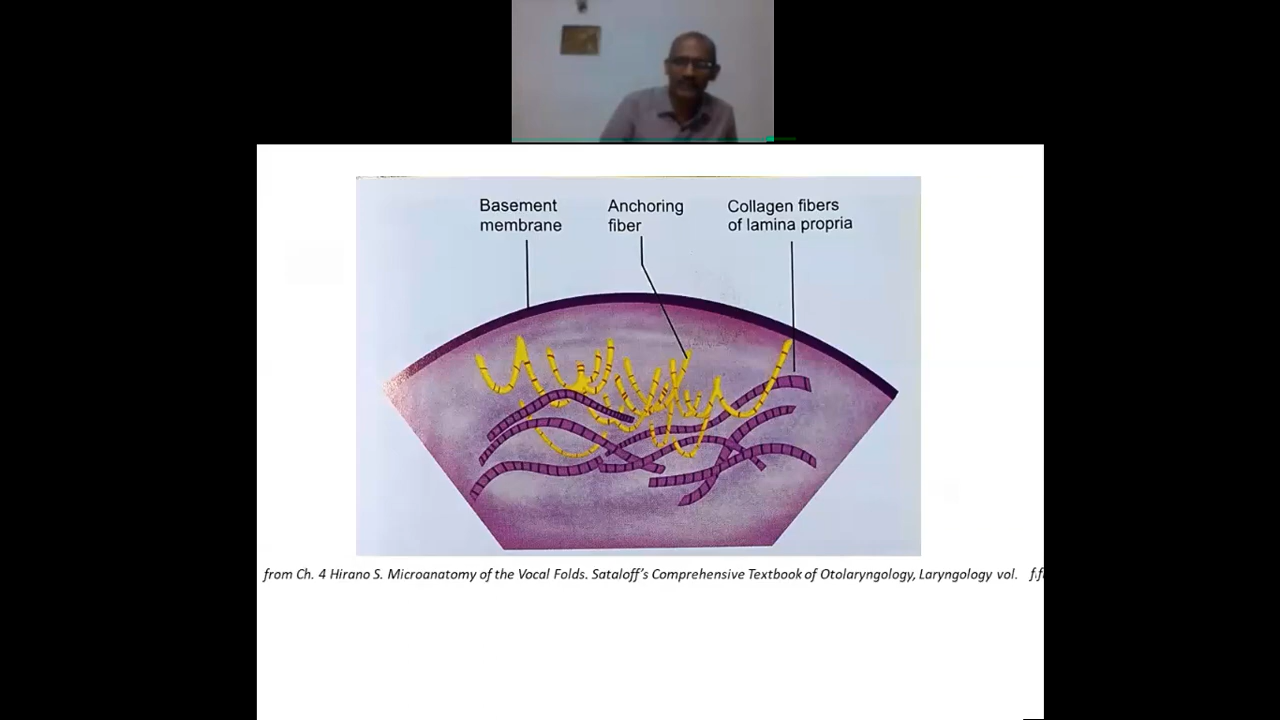 Basement
membrane
Anchoring
fiber
Collagen fibers
of lamina propria
from Ch. 4 Hirano S. Microanatomy of the Vocal Folds. Sataloff's Comprehensive Textbook of Otolaryngology, Laryngology vol.